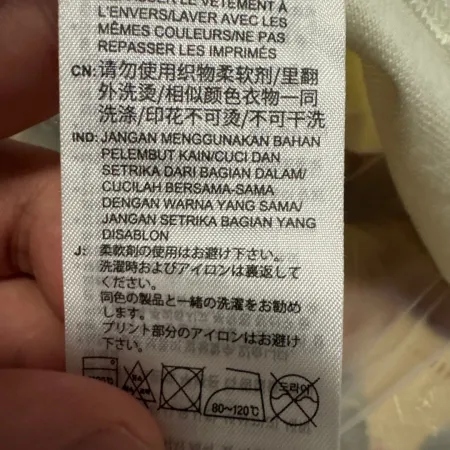 REPASSER LE VÊTEMENT À
L'ENVERS/LAVER AVEC LES
MÊMES COULEURS/NE PAS
REPASSER LES IMPRIMÉS
CN: 请勿使用织物柔软剂/里翻
外洗烫/相似颜色衣物一同
洗涤/印花不可烫/不可干洗
IND: JANGAN MENGGUNAKAN BAHAN
PELEMBUT KAIN/CUCI DAN
SETRIKA DARI BAGIAN DALAM/
CUCILAH BERSAMA-SAMA
DENGAN WARNA YANG SAMA/
JANGAN SETRIKA BAGIAN YANG
DISABLON
J: 柔軟剤の使用はお避け下さい。
洗濯時およびアイロンは裏返して
ください。
同色の製品と一緒の洗濯をお勧め
します。
プリント部分のアイロンはお避け
下さい。
80~120℃ 드라이